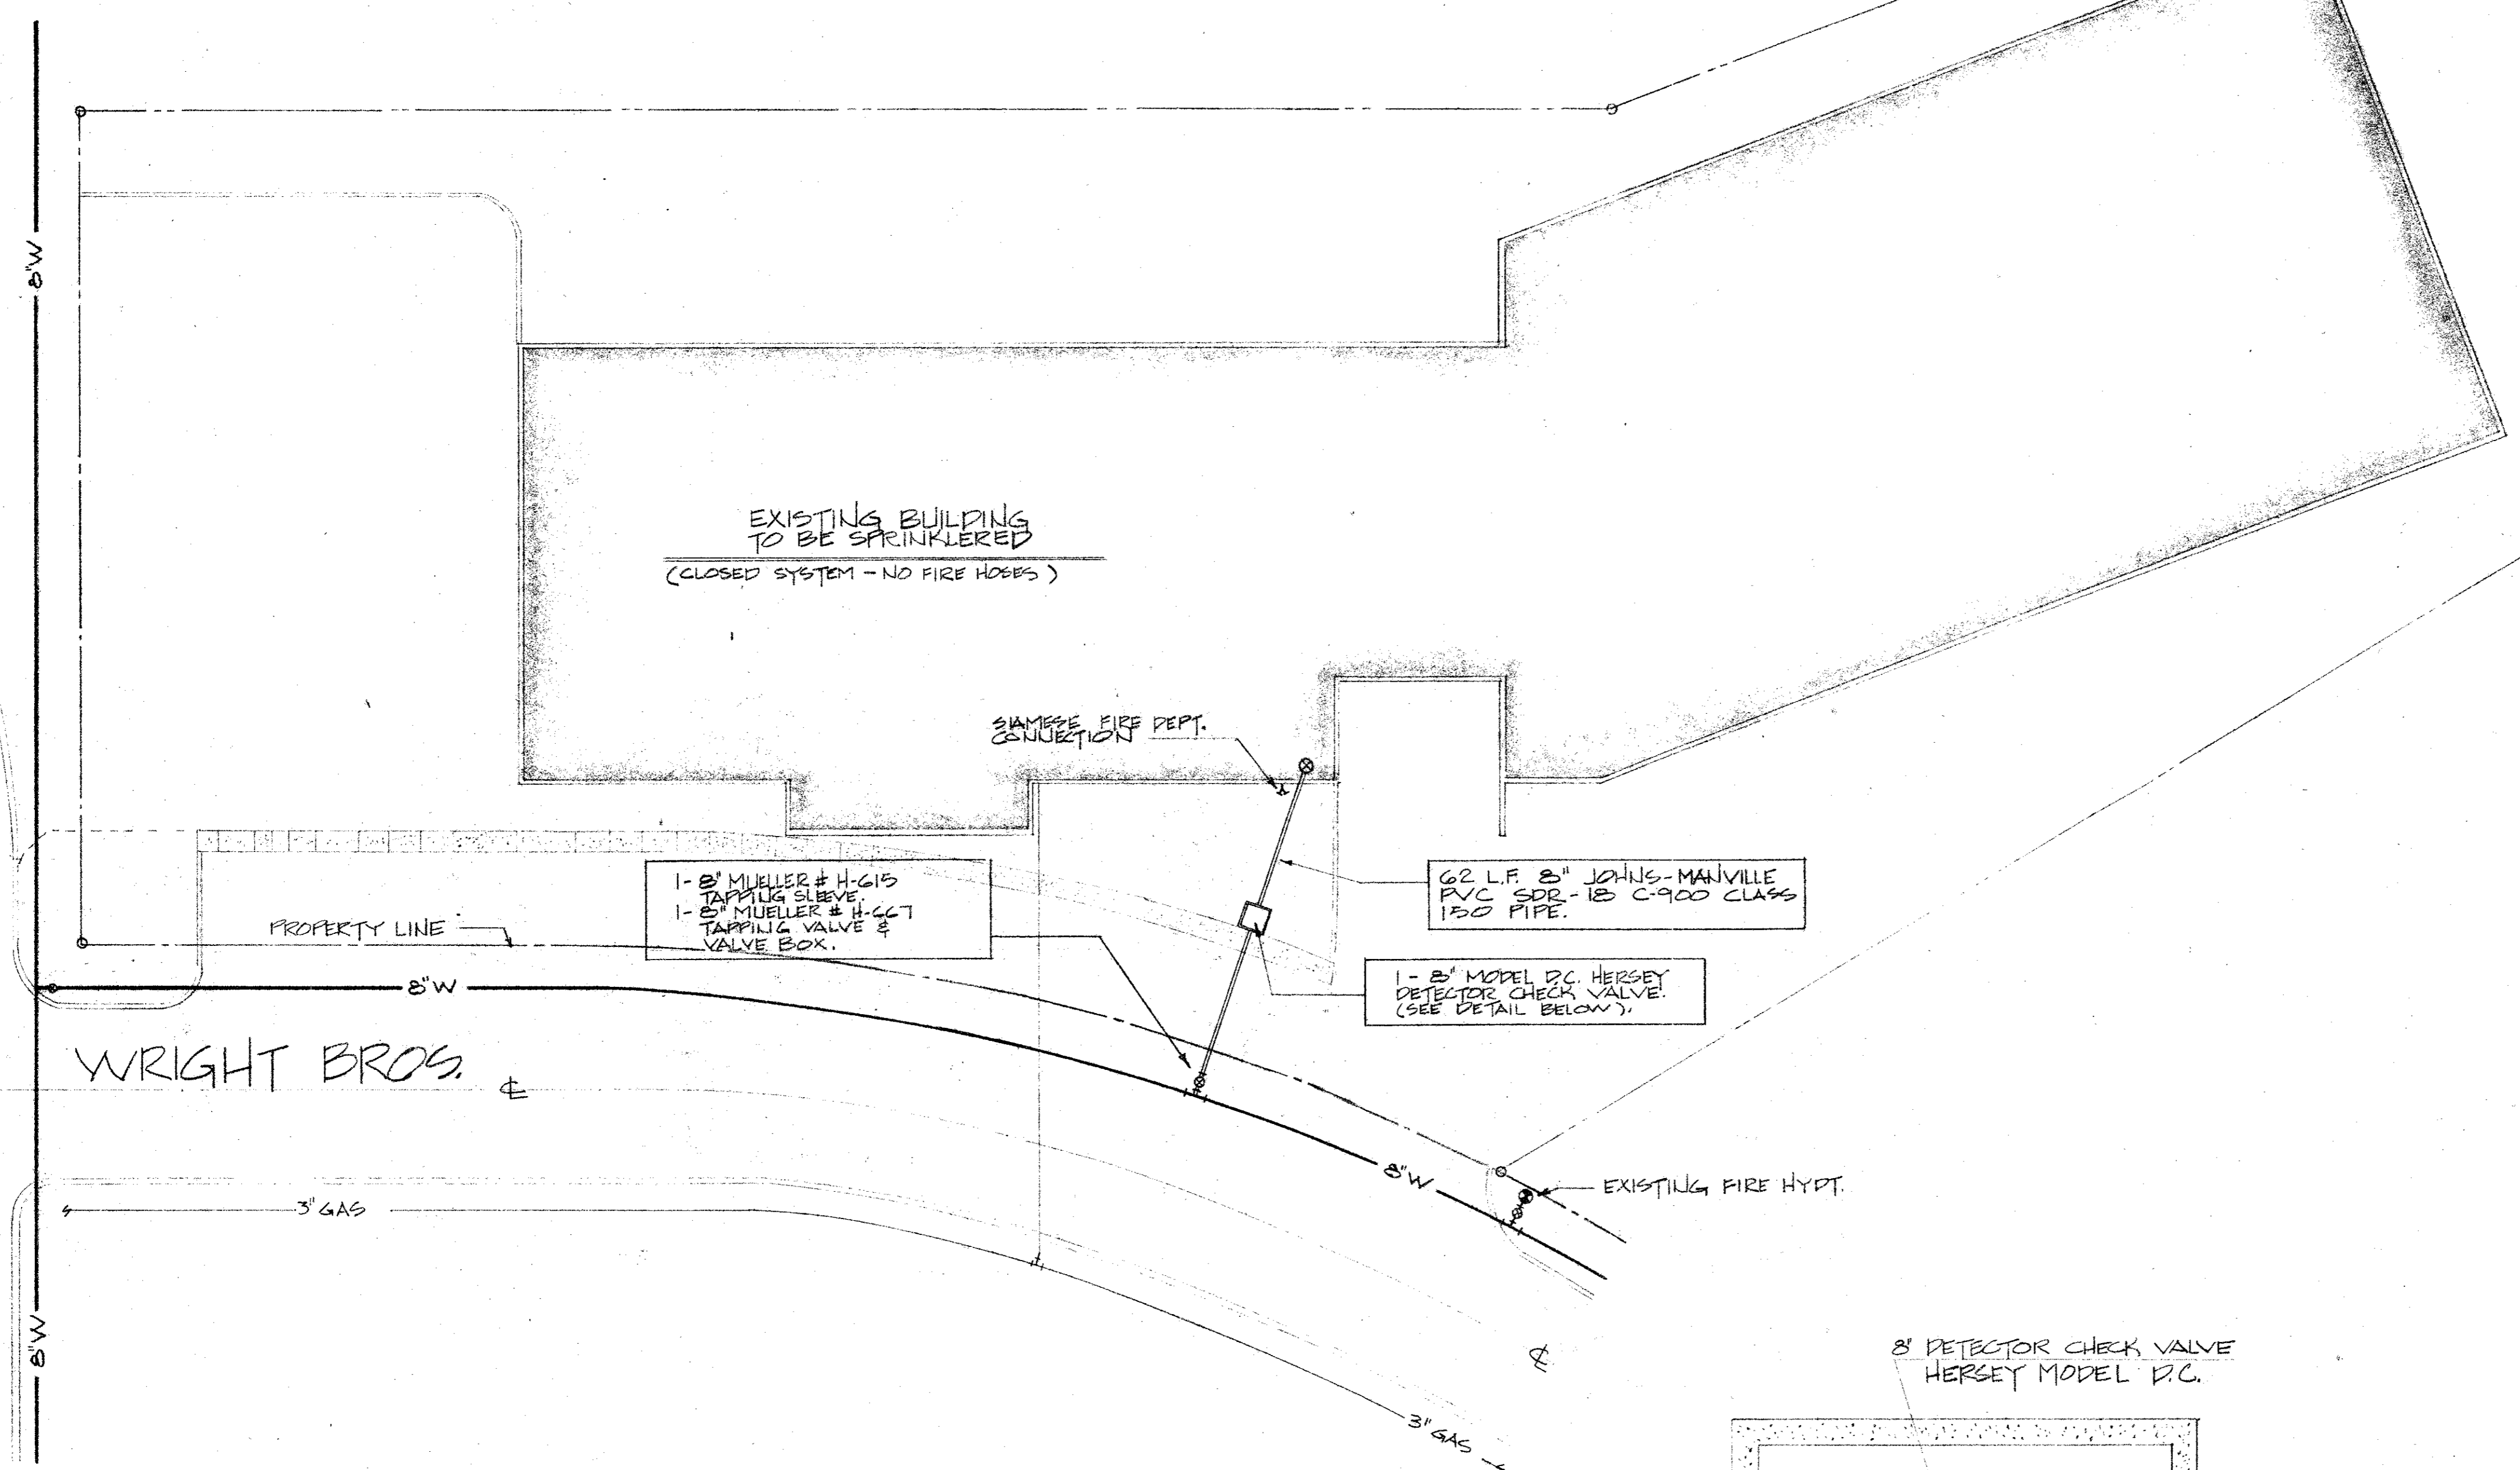 8"W
EXISTING BUILDING
TO BE SPRINKLERED
(CLOSED SYSTEM - NO FIRE HOSES)
SIAMESE FIRE DEPT.
CONNECTION
1- 8" MUELLER # H-615
TAPPING SLEEVE.
1- 8" MUELLER # H-667
TAPPING VALVE &
VALVE BOX.
62 L.F. 8" JOHNS-MANVILLE
PVC SDR-18 C-900 CLASS
150 PIPE.
PROPERTY LINE
1 - 8" MODEL D.C. HERSEY
DETECTOR CHECK VALVE.
(SEE DETAIL BELOW).
8"W
WRIGHT BROS.
℄
8"W
EXISTING FIRE HYDT.
3" GAS
8"W
℄
8" DETECTOR CHECK VALVE
HERSEY MODEL D.C.
3" GAS